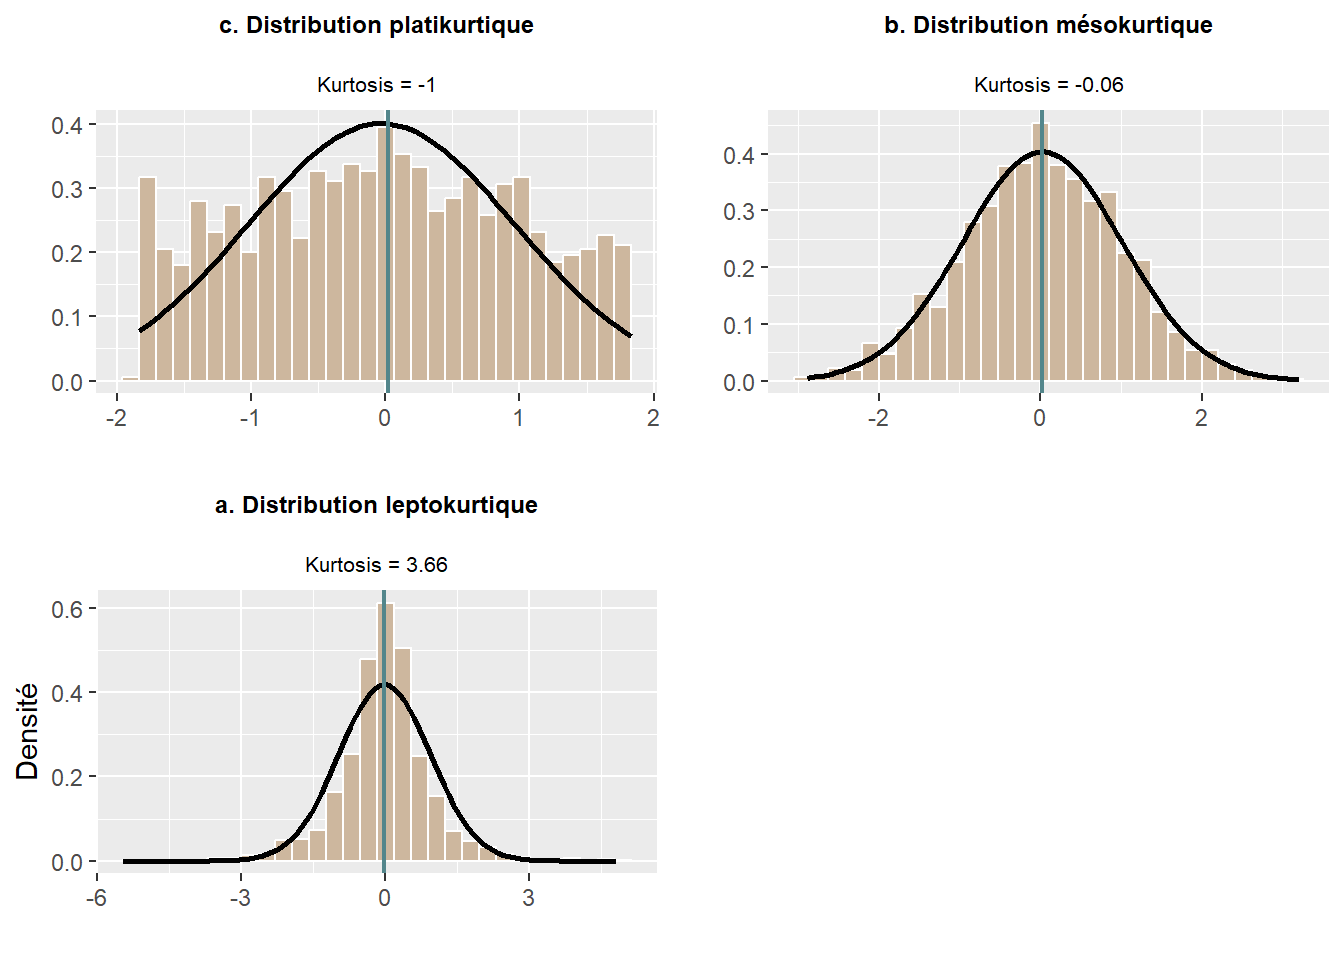 c. Distribution platikurtique
Kurtosis = -1
0.4
0.3
0.2
0.1
0.0
-2 -1 0 1 2
b. Distribution mésokurtique
Kurtosis = -0.06
0.4
0.3
0.2
0.1
0.0
-2 0 2
a. Distribution leptokurtique
Kurtosis = 3.66
Densité
0.6
0.4
0.2
0.0
-6 -3 0 3